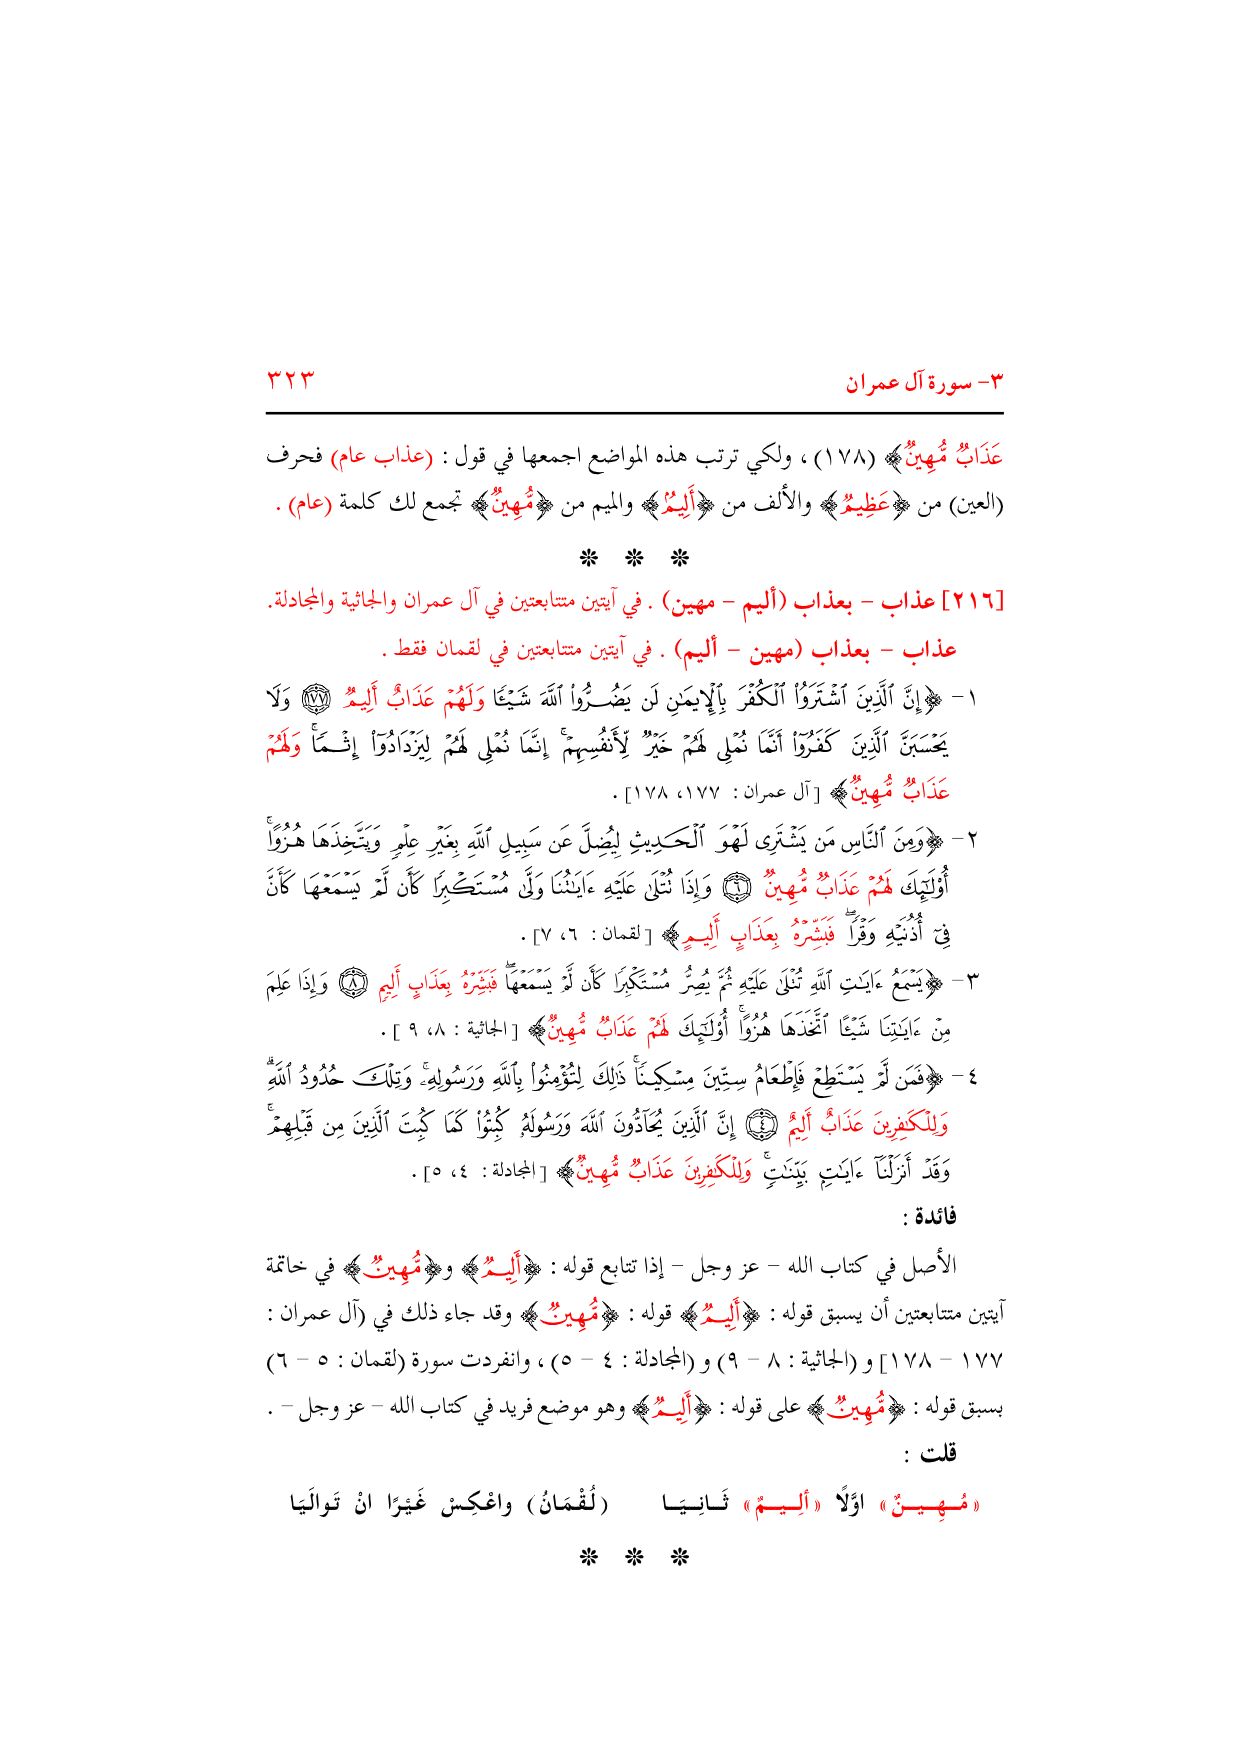 ٣- سورة آل عمران ٣٢٣
عَذَابٌ مُّهِينٌ﴾ (١٧٨) ، ولكي ترتب هذه المواضع اجمعها في قول : (عذاب عام) فحرف
(العين) من ﴿عَظِيمٌ﴾ والألف من ﴿أَلِيمٌ﴾ والميم من ﴿مُّهِينٌ﴾ تجمع لك كلمة (عام) .
❊ ❊ ❊
[٢١٦] عذاب – بعذاب (أليم – مهين) . في آيتين متتابعتين في آل عمران والجاثية والمجادلة.
عذاب – بعذاب (مهين – أليم) . في آيتين متتابعتين في لقمان فقط .
١- ﴿إِنَّ ٱلَّذِينَ ٱشۡتَرَوُاْ ٱلۡكُفۡرَ بِٱلۡإِيمَٰنِ لَن يَضُرُّواْ ٱللَّهَ شَيۡـٔٗا وَلَهُمۡ عَذَابٌ أَلِيمٞ ١٧٧ وَلَا
يَحۡسَبَنَّ ٱلَّذِينَ كَفَرُوٓاْ أَنَّمَا نُمۡلِي لَهُمۡ خَيۡرٞ لِّأَنفُسِهِمۡۚ إِنَّمَا نُمۡلِي لَهُمۡ لِيَزۡدَادُوٓاْ إِثۡمٗاۚ وَلَهُمۡ
عَذَابٞ مُّهِينٞ﴾ [آل عمران : ١٧٧، ١٧٨] .
٢- ﴿وَمِنَ ٱلنَّاسِ مَن يَشۡتَرِي لَهۡوَ ٱلۡحَدِيثِ لِيُضِلَّ عَن سَبِيلِ ٱللَّهِ بِغَيۡرِ عِلۡمٖ وَيَتَّخِذَهَا هُزُوًاۚ
أُوْلَٰٓئِكَ لَهُمۡ عَذَابٞ مُّهِينٞ ٦ وَإِذَا تُتۡلَىٰ عَلَيۡهِ ءَايَٰتُنَا وَلَّىٰ مُسۡتَكۡبِرٗا كَأَن لَّمۡ يَسۡمَعۡهَا كَأَنَّ
فِيٓ أُذُنَيۡهِ وَقۡرٗاۖ فَبَشِّرۡهُ بِعَذَابٍ أَلِيمٍ﴾ [لقمان : ٦، ٧] .
٣- ﴿يَسۡمَعُ ءَايَٰتِ ٱللَّهِ تُتۡلَىٰ عَلَيۡهِ ثُمَّ يُصِرُّ مُسۡتَكۡبِرٗا كَأَن لَّمۡ يَسۡمَعۡهَاۖ فَبَشِّرۡهُ بِعَذَابٍ أَلِيمٖ ٨ وَإِذَا عَلِمَ
مِنۡ ءَايَٰتِنَا شَيۡـًٔا ٱتَّخَذَهَا هُزُوًاۚ أُوْلَٰٓئِكَ لَهُمۡ عَذَابٞ مُّهِينٞ﴾ [الجاثية : ٨، ٩ ] .
٤- ﴿فَمَن لَّمۡ يَسۡتَطِعۡ فَإِطۡعَامُ سِتِّينَ مِسۡكِينٗاۚ ذَٰلِكَ لِتُؤۡمِنُواْ بِٱللَّهِ وَرَسُولِهِۦۚ وَتِلۡكَ حُدُودُ ٱللَّهِۗ
وَلِلۡكَٰفِرِينَ عَذَابٌ أَلِيمٌ ٤ إِنَّ ٱلَّذِينَ يُحَآدُّونَ ٱللَّهَ وَرَسُولَهُۥ كُبِتُواْ كَمَا كُبِتَ ٱلَّذِينَ مِن قَبۡلِهِمۡۚ
وَقَدۡ أَنزَلۡنَآ ءَايَٰتِۭ بَيِّنَٰتٖۚ وَلِلۡكَٰفِرِينَ عَذَابٞ مُّهِينٞ﴾ [المجادلة : ٤، ٥] .
فائدة :
الأصل في كتاب الله – عز وجل – إذا تتابع قوله : ﴿أَلِيمٌ﴾ و﴿مُّهِينٌ﴾ في خاتمة
آيتين متتابعتين أن يسبق قوله : ﴿أَلِيمٌ﴾ قوله : ﴿مُّهِينٌ﴾ وقد جاء ذلك في (آل عمران :
١٧٧ – ١٧٨] و (الجاثية : ٨ – ٩) و (المجادلة : ٤ – ٥) ، وانفردت سورة (لقمان : ٥ – ٦)
بسبق قوله : ﴿مُّهِينٌ﴾ على قوله : ﴿أَلِيمٌ﴾ وهو موضع فريد في كتاب الله – عز وجل – .
قلت :
«مُـهِـيـنٌ» اوَّلًا «ألِـيـمٌ» ثَـانِـيَـا (لُقْمَـانُ) واعْكِسْ غَيْرًا انْ تَوالَيَا
❊ ❊ ❊